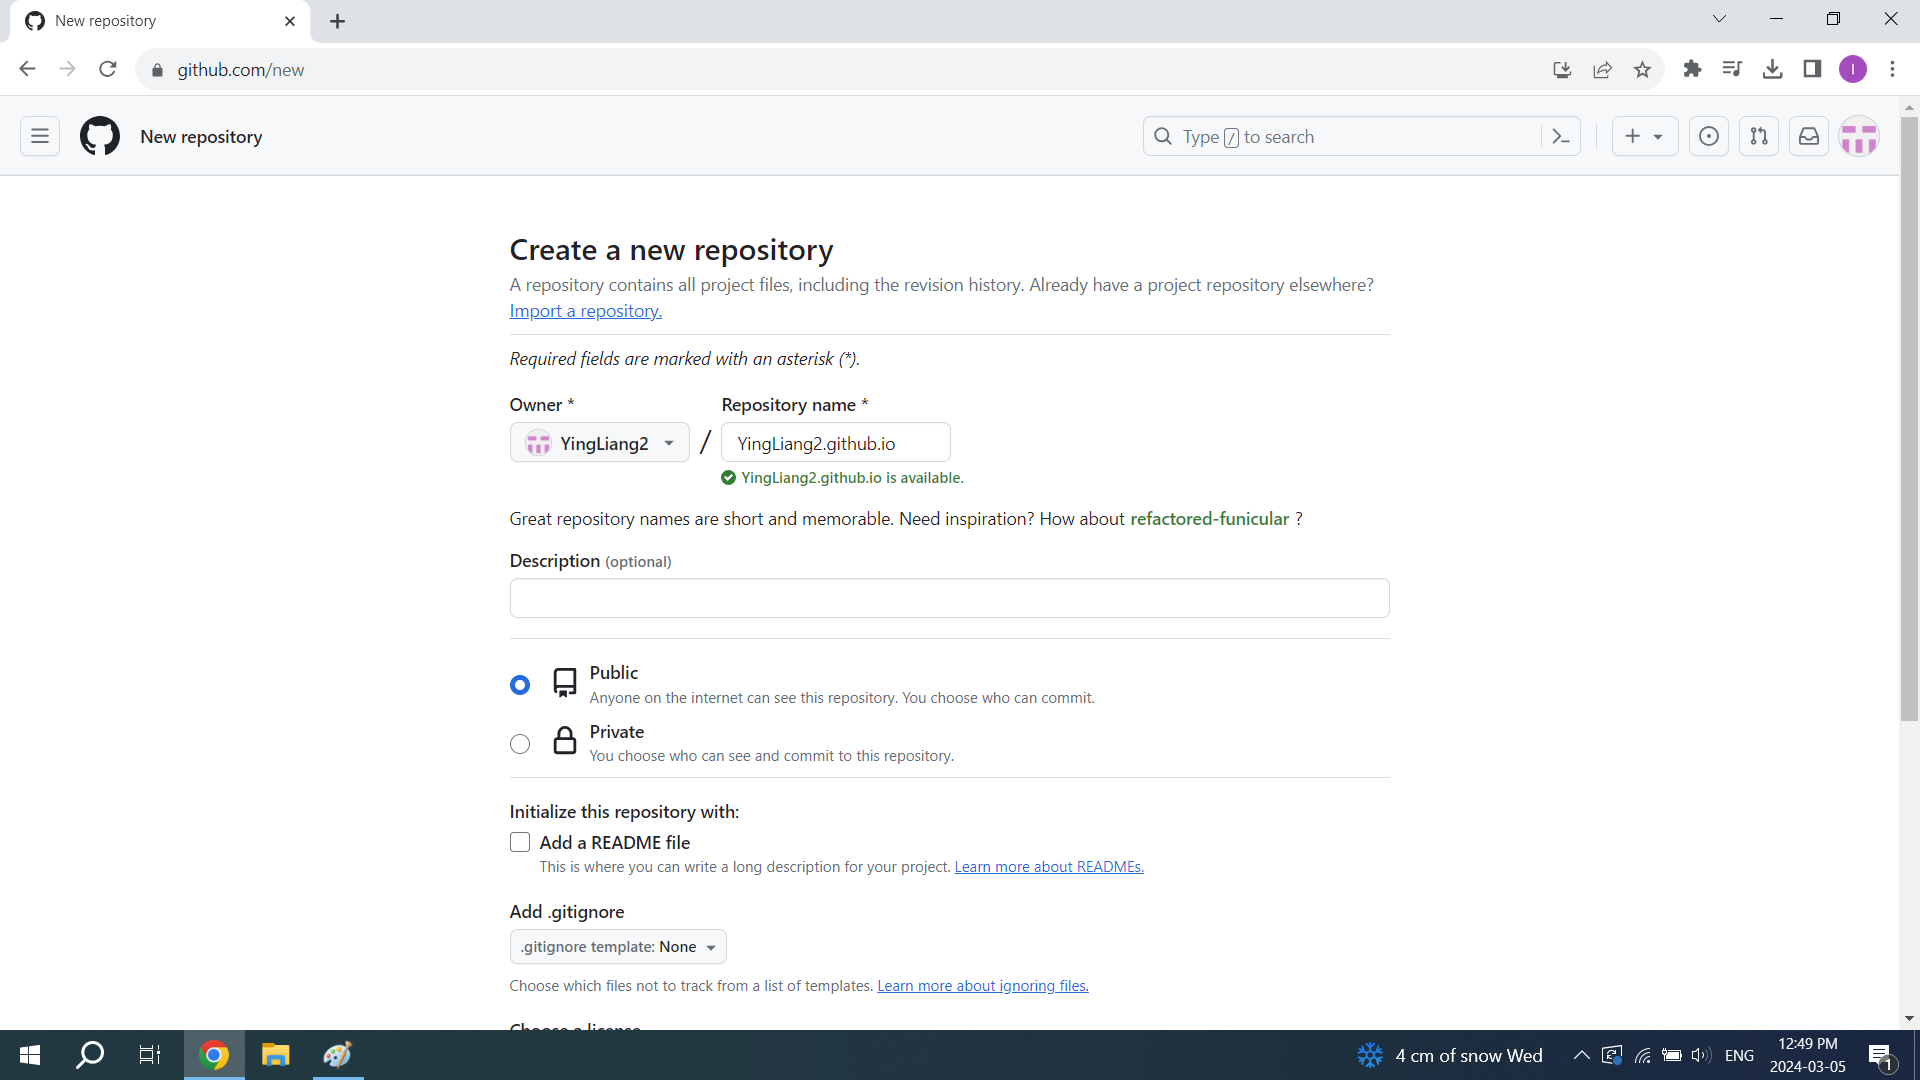 New repository
github.com/new
I
New repository
Type / to search
Create a new repository
A repository contains all project files, including the revision history. Already have a project repository elsewhere?
Import a repository.
Required fields are marked with an asterisk (*).
Owner * Repository name *
YingLiang2 / YingLiang2.github.io
YingLiang2.github.io is available.
Great repository names are short and memorable. Need inspiration? How about refactored-funicular ?
Description (optional)
Public
Anyone on the internet can see this repository. You choose who can commit.
Private
You choose who can see and commit to this repository.
Initialize this repository with:
Add a README file
This is where you can write a long description for your project. Learn more about READMEs.
Add .gitignore
.gitignore template: None
Choose which files not to track from a list of templates. Learn more about ignoring files.
Choose a license
4 cm of snow Wed
ENG
12:49 PM
2024-03-05
1